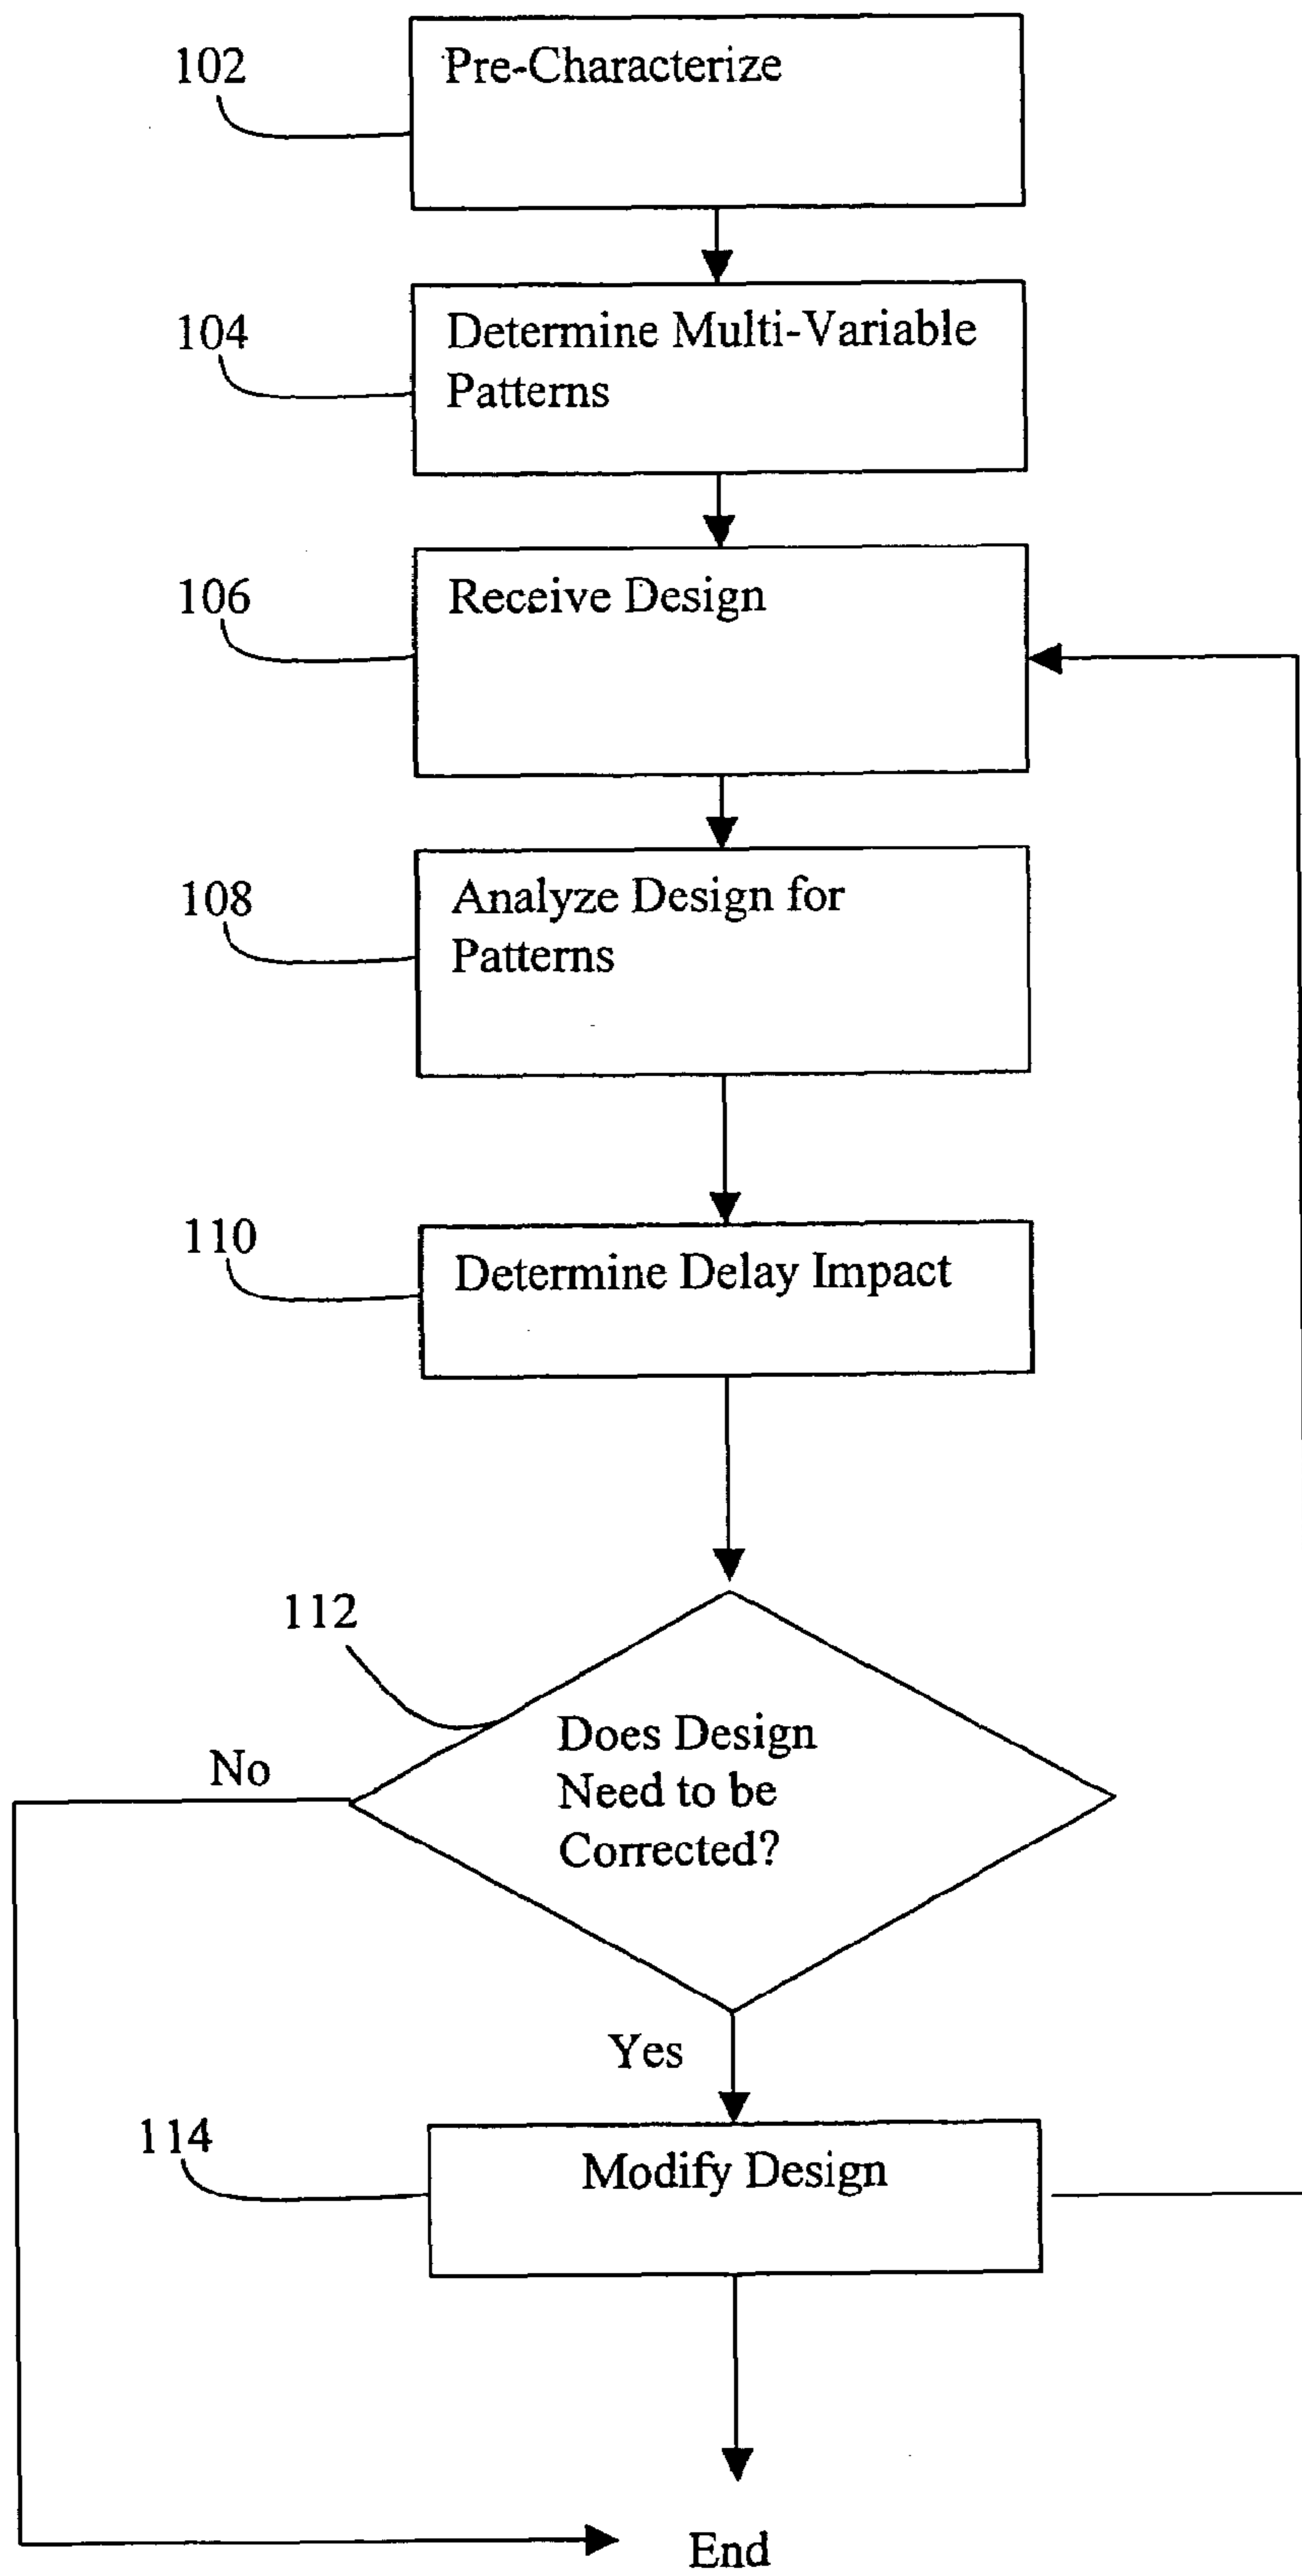 102
Pre-Characterize
104
Determine Multi-Variable
Patterns
106
Receive Design
108
Analyze Design for
Patterns
110
Determine Delay Impact
112
Does Design
Need to be
Corrected?
No
Yes
114
Modify Design
End